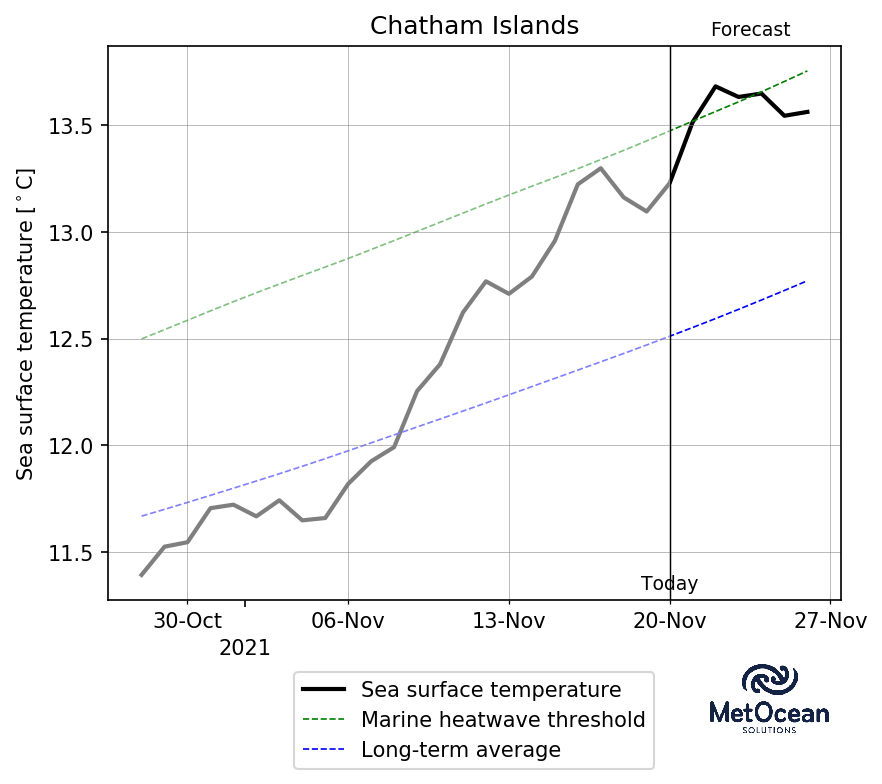 Chatham Islands
Forecast
Sea surface temperature [°C]
13.5
13.0
12.5
12.0
11.5
Today
30-Oct 06-Nov 13-Nov 20-Nov 27-Nov
2021
Sea surface temperature
Marine heatwave threshold
Long-term average
MetOcean
SOLUTIONS